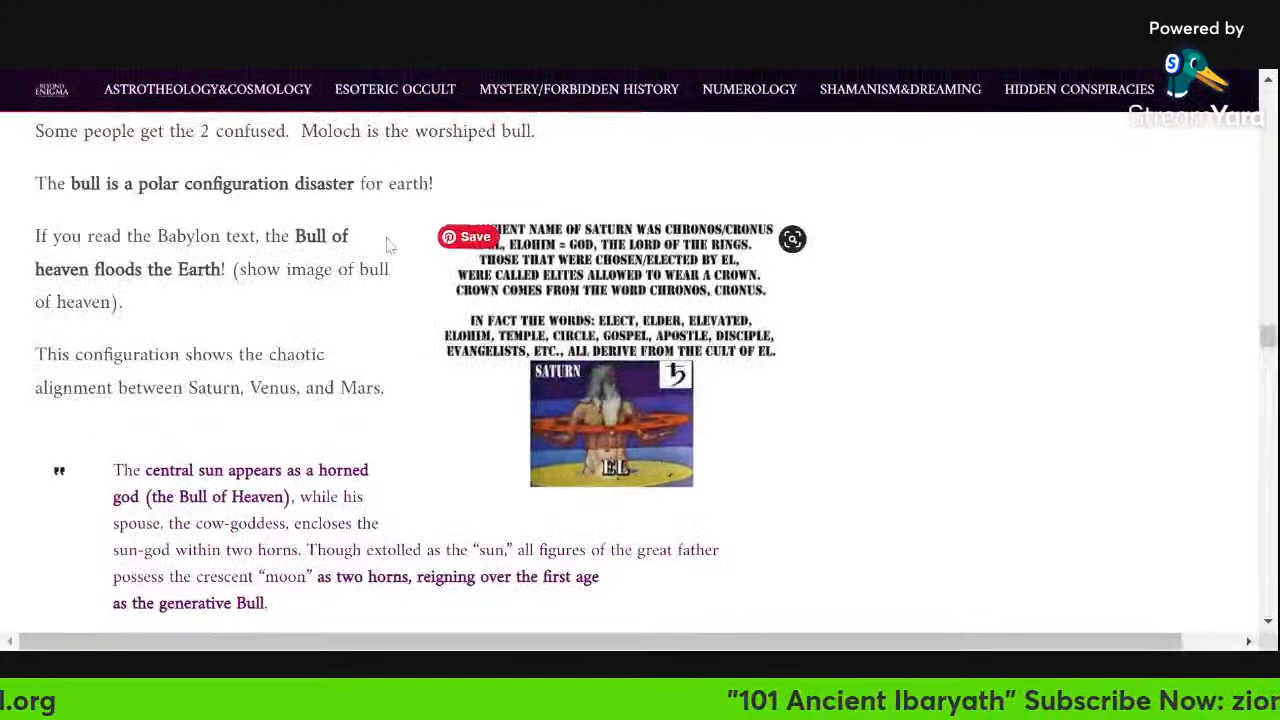 Powered by
S
StreamYard
BEYOND
ENIGMA
ASTROTHEOLOGY&COSMOLOGY
ESOTERIC OCCULT
MYSTERY/FORBIDDEN HISTORY
NUMEROLOGY
SHAMANISM&DREAMING
HIDDEN CONSPIRACIES
Some people get the 2 confused. Moloch is the worshiped bull.
The bull is a polar configuration disaster for earth!
If you read the Babylon text, the Bull of
heaven floods the Earth! (show image of bull
of heaven).
This configuration shows the chaotic
alignment between Saturn, Venus, and Mars.
Save
NAME OF SATURN WAS CHRONOS/CRONUS
ELOHIM = GOD, THE LORD OF THE RINGS.
THOSE THAT WERE CHOSEN/ELECTED BY EL,
WERE CALLED ELITES ALLOWED TO WEAR A CROWN.
CROWN COMES FROM THE WORD CHRONOS, CRONUS.
IN FACT THE WORDS: ELECT, ELDER, ELEVATED,
ELOHIM, TEMPLE, CIRCLE, GOSPEL, APOSTLE, DISCIPLE,
EVANGELISTS, ETC., ALL DERIVE FROM THE CULT OF EL.
SATURN
♄
EL
❞ The central sun appears as a horned
god (the Bull of Heaven), while his
spouse, the cow-goddess, encloses the
sun-god within two horns. Though extolled as the “sun,” all figures of the great father
possess the crescent “moon” as two horns, reigning over the first age
as the generative Bull.
l.org
"101 Ancient Ibaryath" Subscribe Now: zion